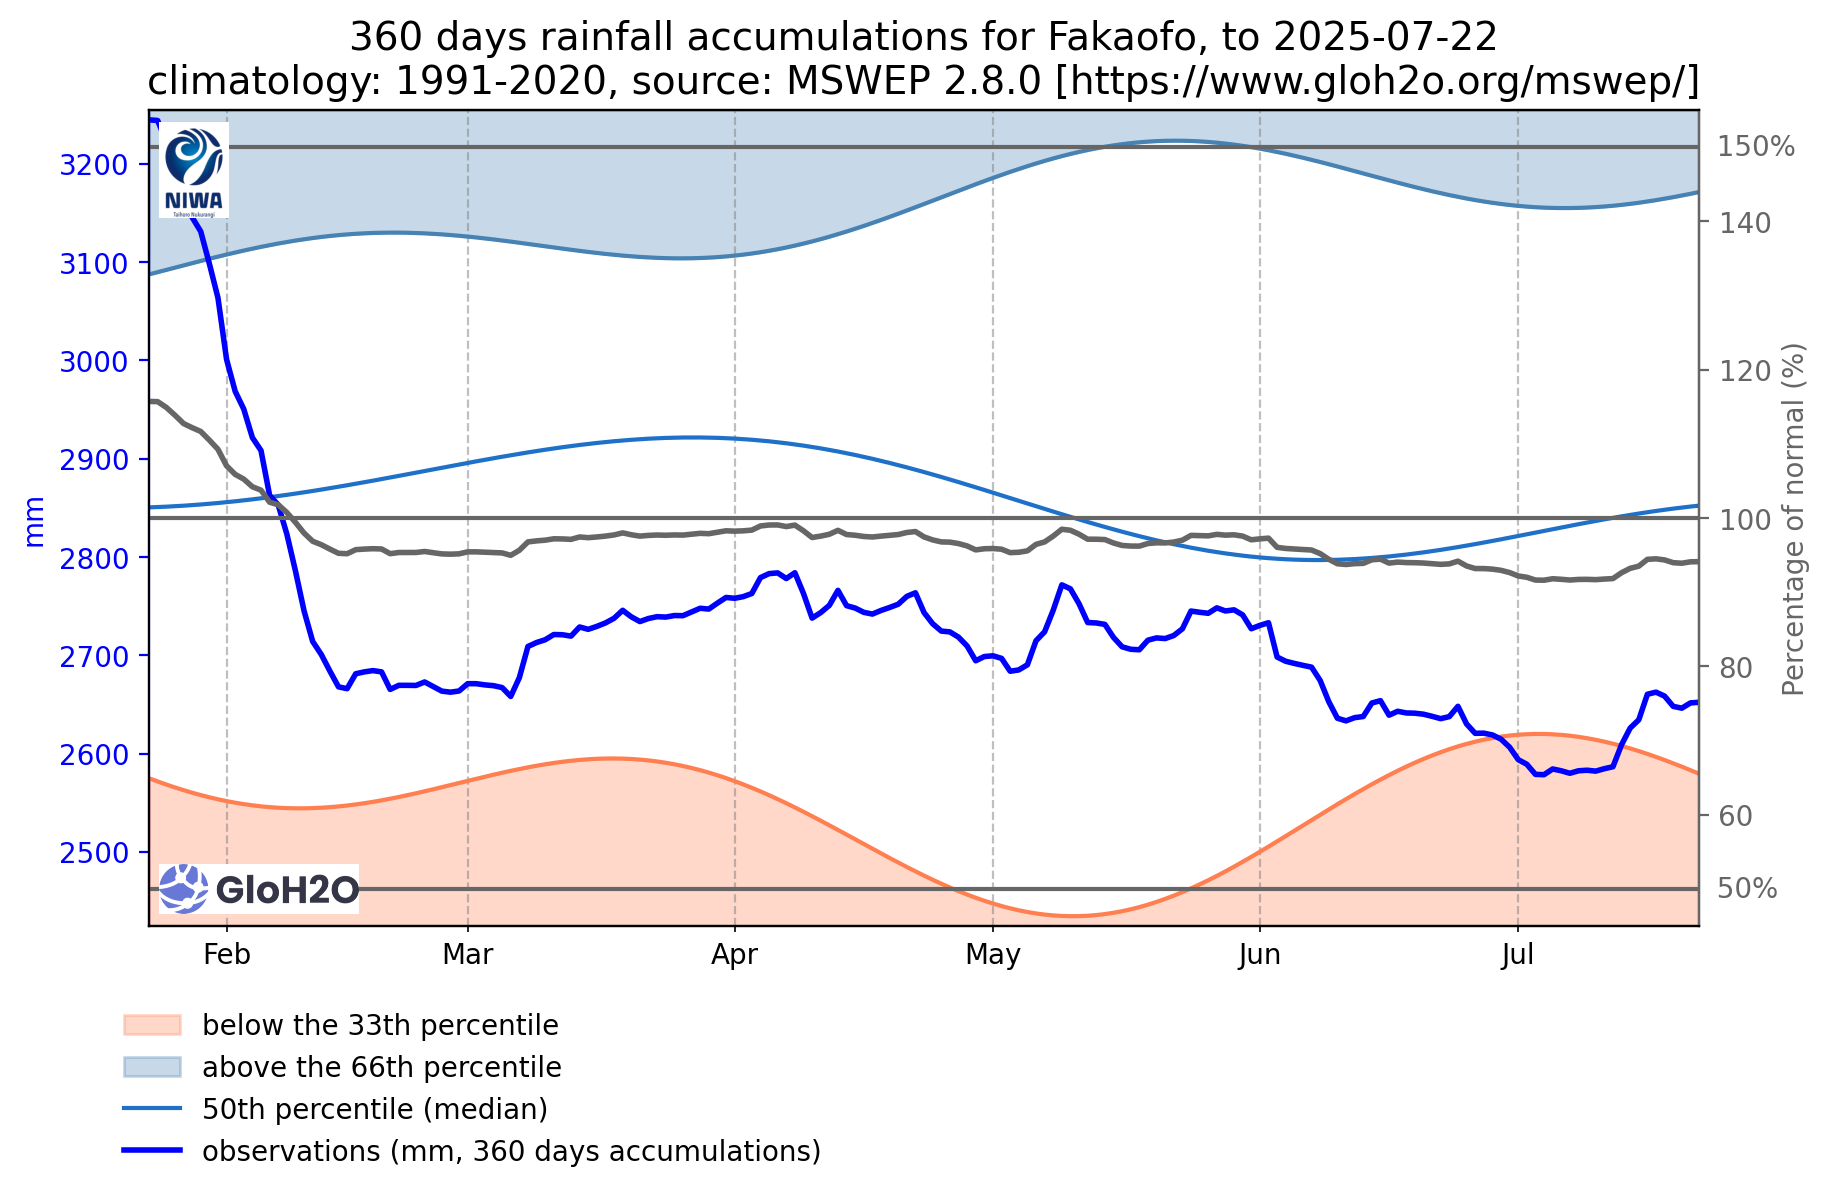 360 days rainfall accumulations for Fakaofo, to 2025-07-22
climatology: 1991-2020, source: MSWEP 2.8.0 [https://www.gloh2o.org/mswep/]
NIWA
Taihoro Nukurangi
3200
3100
3000
2900
2800
2700
2600
2500
mm
150%
140
120
100
80
60
50%
Percentage of normal (%)
GloH2O
Feb
Mar
Apr
May
Jun
Jul
below the 33th percentile
above the 66th percentile
50th percentile (median)
observations (mm, 360 days accumulations)